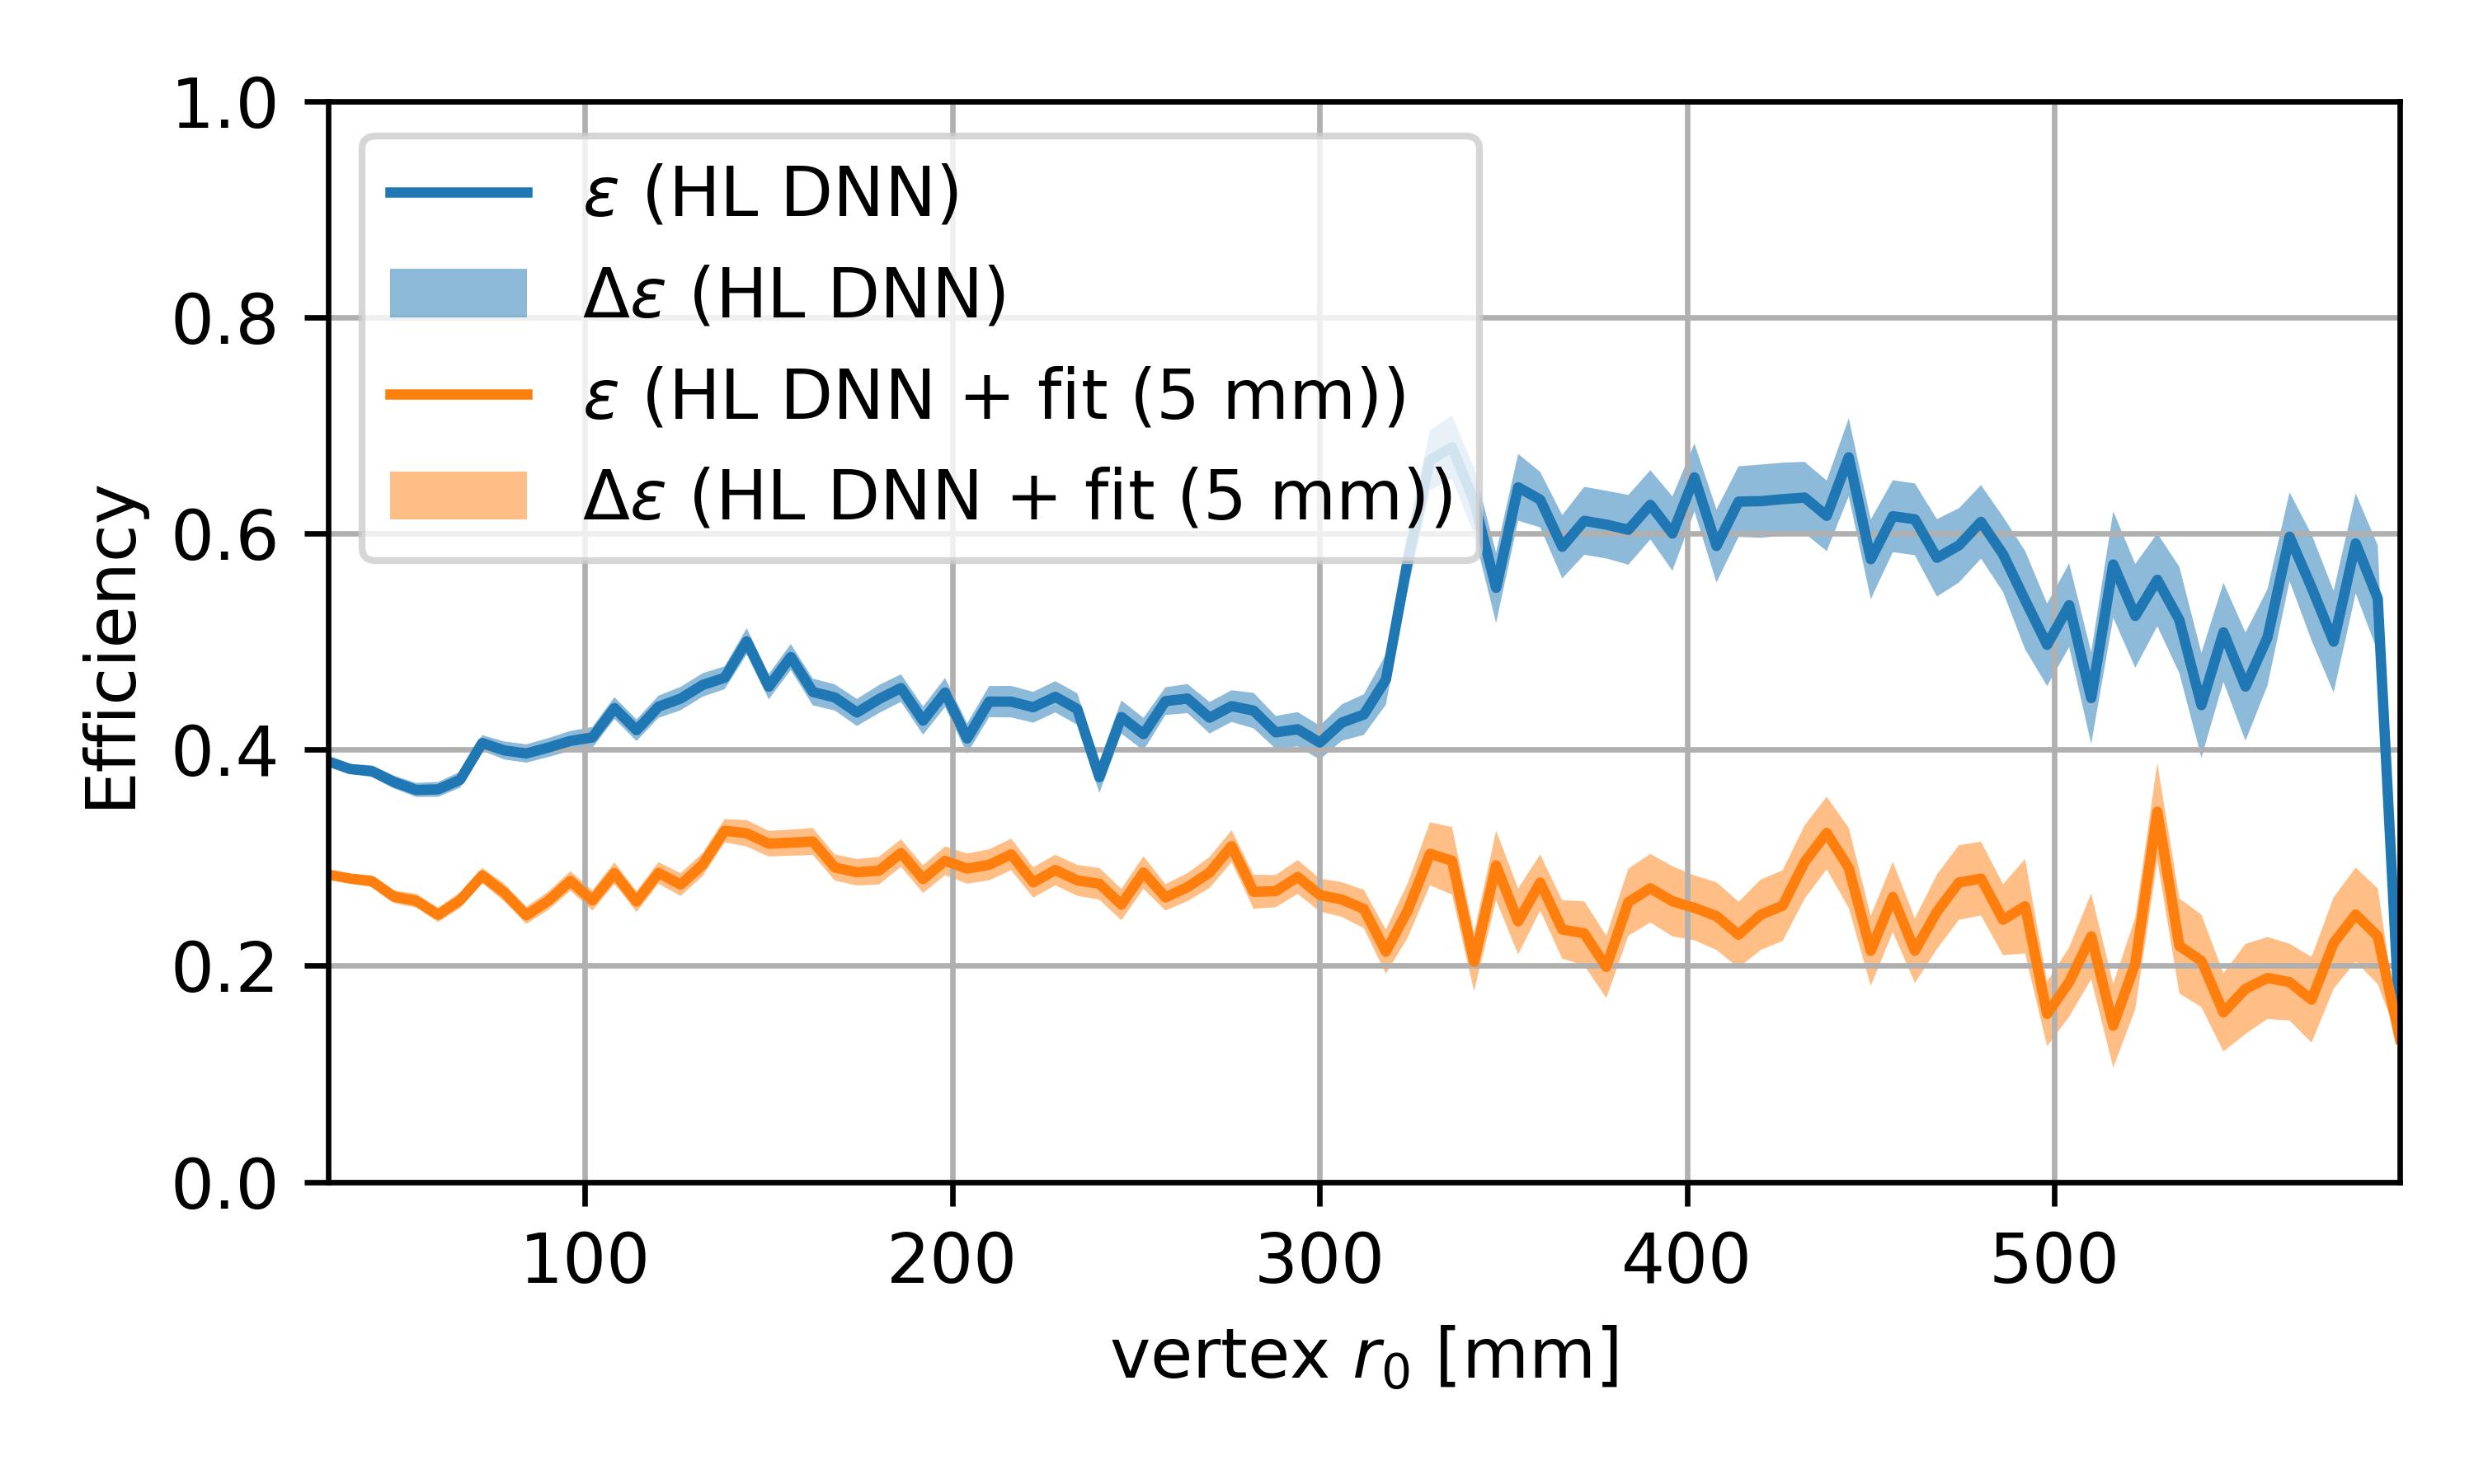 1.0
0.8
0.6
0.4
0.2
0.0
Efficiency
ε (HL DNN)
Δε (HL DNN)
ε (HL DNN + fit (5 mm))
Δε (HL DNN + fit (5 mm))
100 200 300 400 500
vertex r₀ [mm]